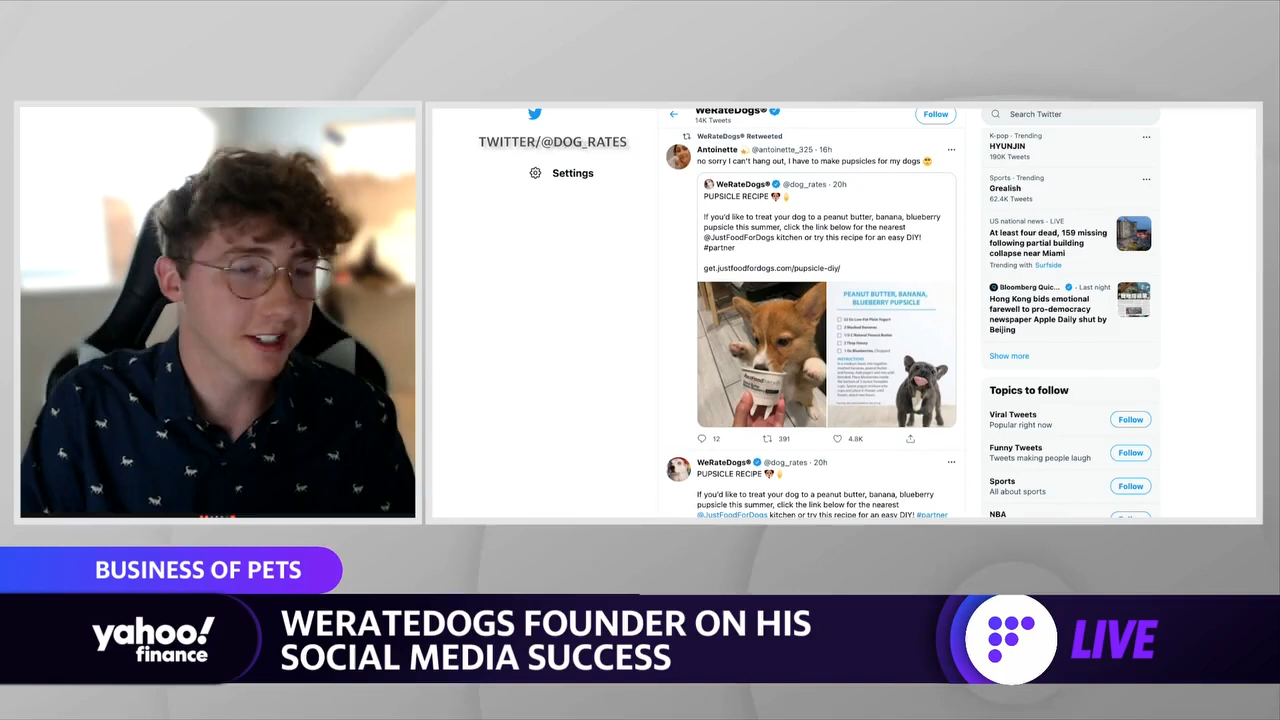 TWITTER/@DOG_RATES
Settings
WeRateDogs®
14K Tweets
Follow
WeRateDogs® Retweeted
Antoinette @antoinette_325 · 16h
no sorry I can't hang out, I have to make pupsicles for my dogs
WeRateDogs® @dog_rates · 20h
PUPSICLE RECIPE
If you'd like to treat your dog to a peanut butter, banana, blueberry
pupsicle this summer, click the link below for the nearest
@JustFoodForDogs kitchen or try this recipe for an easy DIY!
#partner
get.justfoodfordogs.com/pupsicle-diy/
PEANUT BUTTER, BANANA,
BLUEBERRY PUPSICLE
INSTRUCTIONS
12
391
4.8K
WeRateDogs® @dog_rates · 20h
PUPSICLE RECIPE
If you'd like to treat your dog to a peanut butter, banana, blueberry
pupsicle this summer, click the link below for the nearest
@JustFoodForDogs kitchen or try this recipe for an easy DIY! #partner
Search Twitter
K-pop · Trending
HYUNJIN
190K Tweets
Sports · Trending
Grealish
62.4K Tweets
US national news · LIVE
At least four dead, 159 missing
following partial building
collapse near Miami
Trending with Surfside
Bloomberg Quic... · Last night
Hong Kong bids emotional
farewell to pro-democracy
newspaper Apple Daily shut by
Beijing
Show more
Topics to follow
Viral Tweets
Popular right now
Follow
Funny Tweets
Tweets making people laugh
Follow
Sports
All about sports
Follow
NBA
BUSINESS OF PETS
yahoo!
finance
WERATEDOGS FOUNDER ON HIS
SOCIAL MEDIA SUCCESS
LIVE